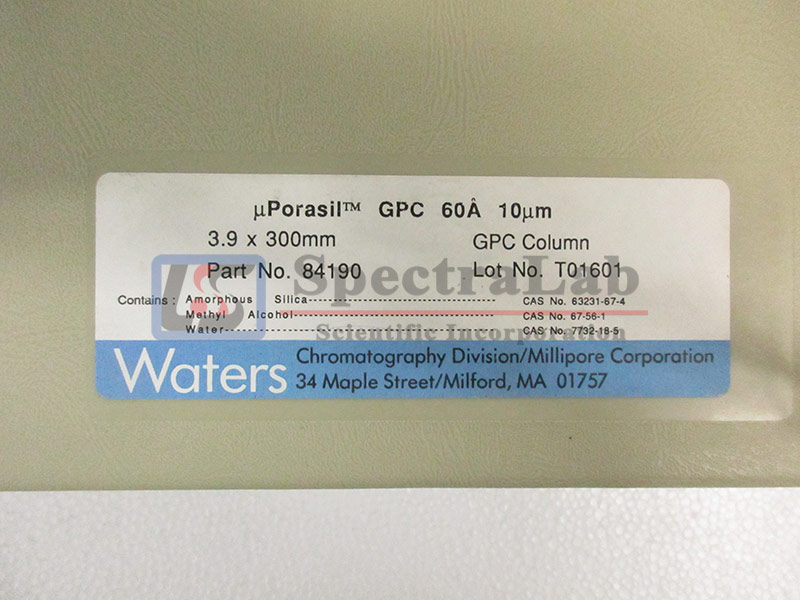 µPorasil™ GPC 60Å 10µm
3.9 x 300mm GPC Column
Part No. 84190 Lot No. T01601
Contains : Amorphous Silica CAS No. 63231-67-4
Methyl Alcohol CAS No. 67-56-1
Water CAS No. 7732-18-5
Waters Chromatography Division/Millipore Corporation
34 Maple Street/Milford, MA 01757
LS SpectraLab
Scientific Incorporation